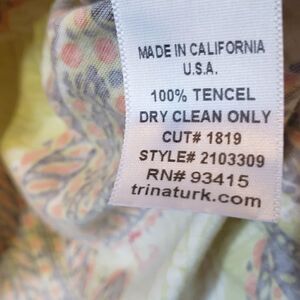 MADE IN CALIFORNIA
U.S.A.
100% TENCEL
DRY CLEAN ONLY
CUT# 1819
STYLE# 2103309
RN# 93415
trinaturk.com